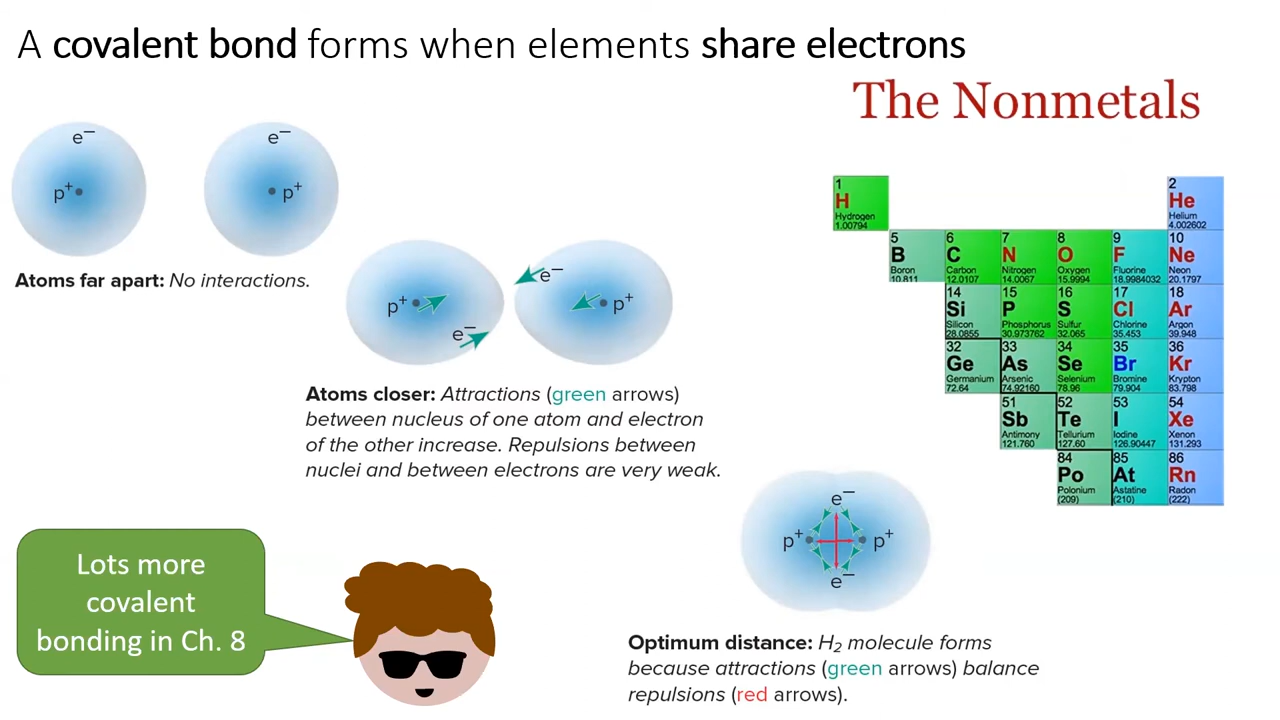 A covalent bond forms when elements share electrons
The Nonmetals
e−
p+
e−
p+
Atoms far apart: No interactions.
p+
e−
e−
p+
Atoms closer: Attractions (green arrows)
between nucleus of one atom and electron
of the other increase. Repulsions between
nuclei and between electrons are very weak.
e−
p+
p+
e−
Optimum distance: H2 molecule forms
because attractions (green arrows) balance
repulsions (red arrows).
Lots more
covalent
bonding in Ch. 8
1
H
Hydrogen
1.00794
2
He
Helium
4.002602
5
B
Boron
10.811
6
C
Carbon
12.0107
7
N
Nitrogen
14.0067
8
O
Oxygen
15.9994
9
F
Fluorine
18.9984032
10
Ne
Neon
20.1797
14
Si
Silicon
28.0855
15
P
Phosphorus
30.973762
16
S
Sulfur
32.065
17
Cl
Chlorine
35.453
18
Ar
Argon
39.948
32
Ge
Germanium
72.64
33
As
Arsenic
74.92160
34
Se
Selenium
78.96
35
Br
Bromine
79.904
36
Kr
Krypton
83.798
51
Sb
Antimony
121.760
52
Te
Tellurium
127.60
53
I
Iodine
126.90447
54
Xe
Xenon
131.293
84
Po
Polonium
(209)
85
At
Astatine
(210)
86
Rn
Radon
(222)